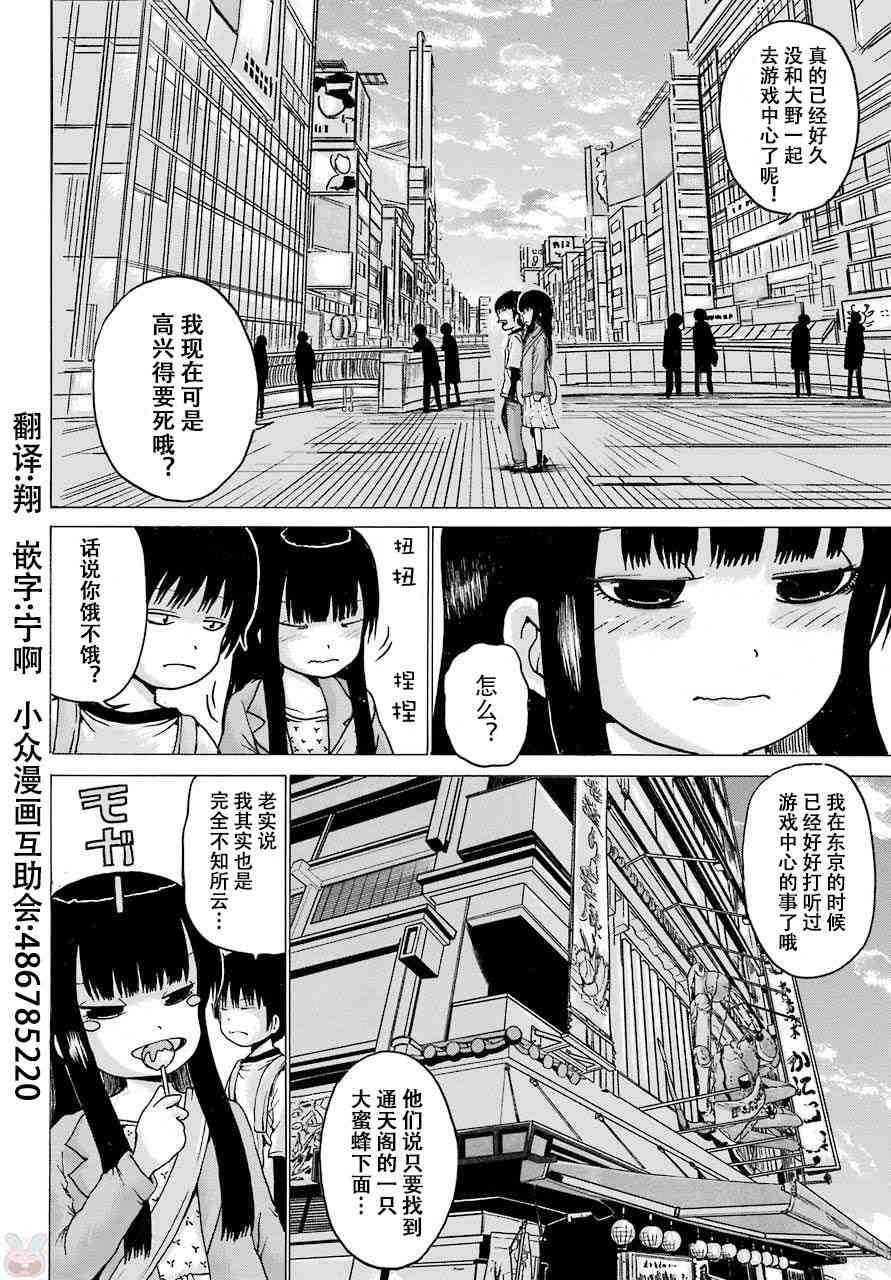 真的已经好久
没和大野一起
去游戏中心了呢！
我现在可是
高兴得要死哦？
怎么？
扭
扭
捏
捏
话说你饿不饿？
我在东京的时候
已经好好打听过
游戏中心的事了哦
他们说只要找到
通天阁的一只
大蜜蜂下面…
老实说
我其实也是
完全不知所云…
モガ
翻译:翔 嵌字:宁啊 小众漫画互助会:486785220